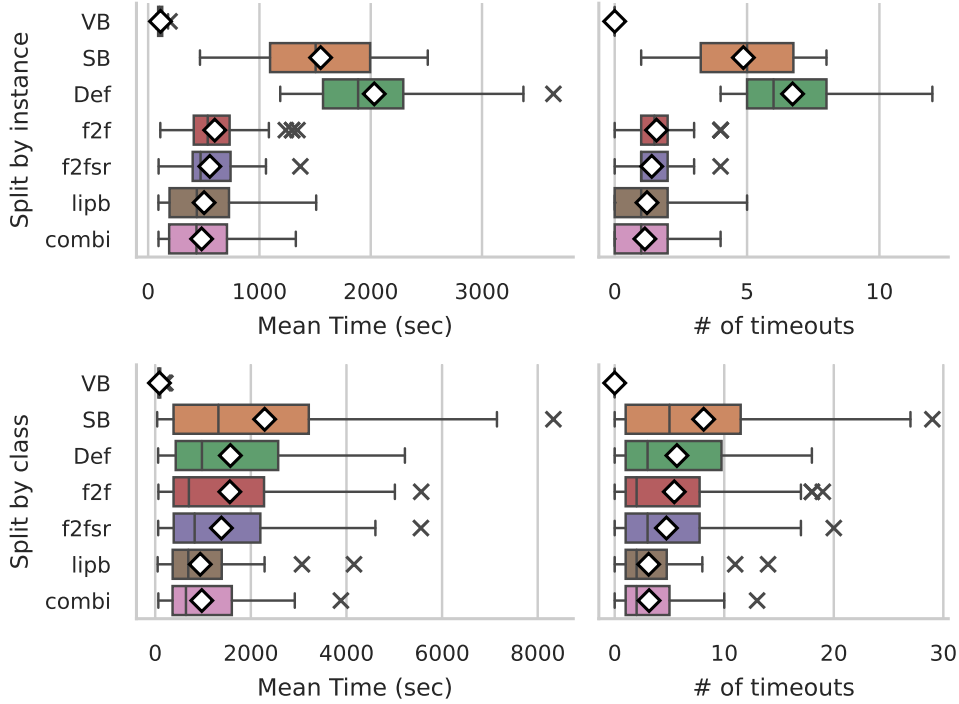 Split by instance
VB
SB
Def
f2f
f2fsr
lipb
combi
0 1000 2000 3000
Mean Time (sec)
0 5 10
# of timeouts
Split by class
VB
SB
Def
f2f
f2fsr
lipb
combi
0 2000 4000 6000 8000
Mean Time (sec)
0 10 20 30
# of timeouts